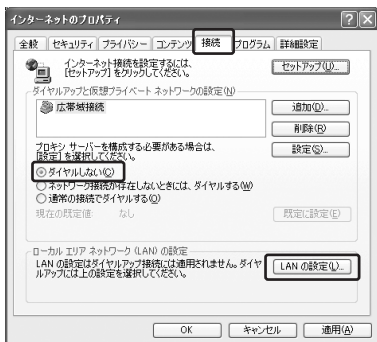 インターネットのプロパティ
全般 セキュリティ プライバシー コンテンツ 接続 プログラム 詳細設定
インターネット接続を設定するには、
[セットアップ] をクリックしてください。
セットアップ(U)...
ダイヤルアップと仮想プライベート ネットワークの設定(N)
広帯域接続
追加(D)...
削除(R)
プロキシ サーバーを構成する必要がある場合は、
[設定] を選択してください。
設定(S)...
ダイヤルしない(C)
ネットワーク接続が存在しないときには、ダイヤルする(W)
通常の接続でダイヤルする(O)
現在の既定値: なし
既定に設定(E)
ローカル エリア ネットワーク (LAN) の設定
LAN の設定はダイヤルアップ接続には適用されません。ダイヤ
ルアップには上の設定を選択してください。
LAN の設定(L)...
OK キャンセル 適用(A)